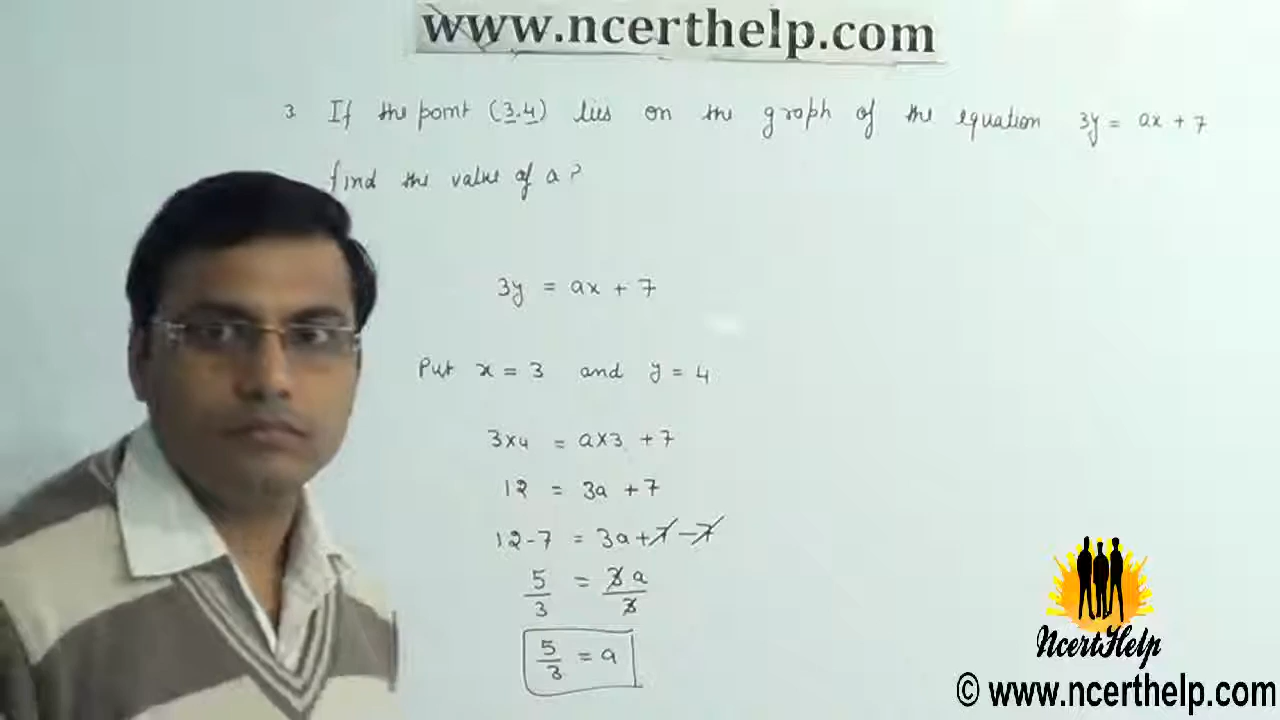 www.ncerthelp.com
3. If the point (3,4) lies on the graph of the equation 3y = ax + 7
find the value of a?
3y = ax + 7
Put x = 3 and y = 4
3x4 = ax3 + 7
12 = 3a + 7
12-7 = 3a+7-7
5/3 = 3a/3
5/3 = a
NcertHelp
© www.ncerthelp.com